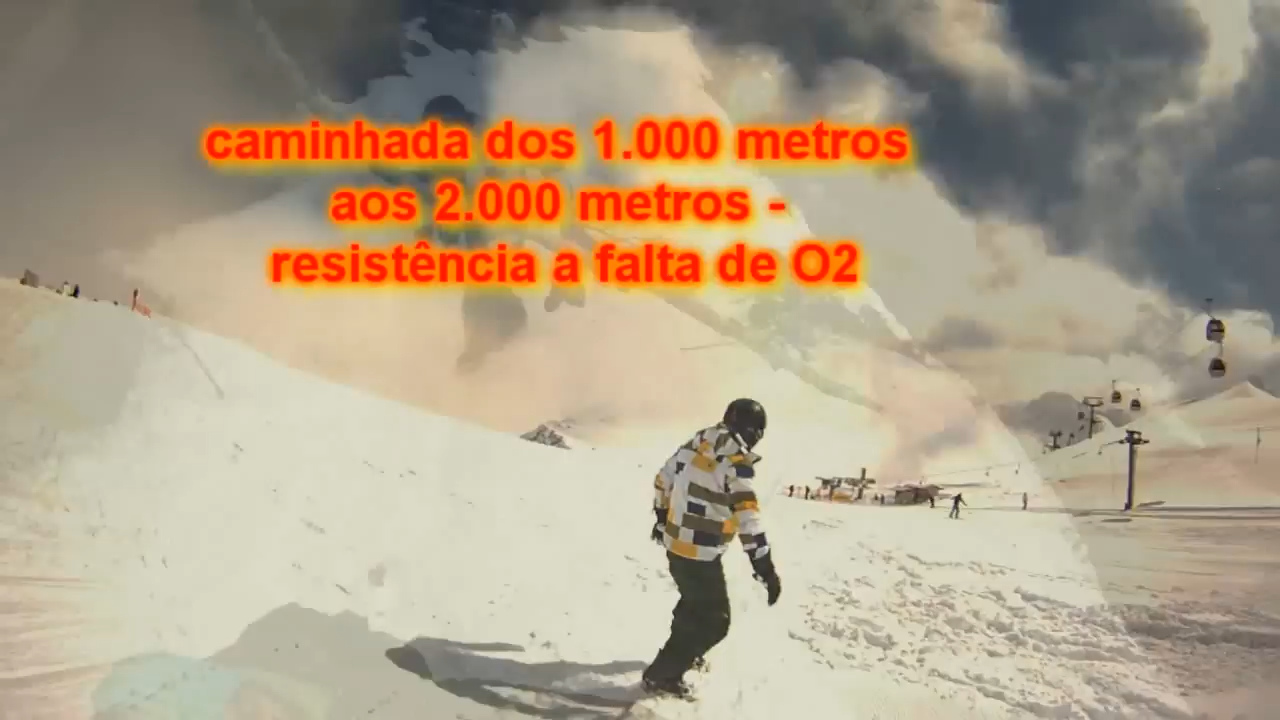 caminhada dos 1.000 metros
aos 2.000 metros -
resistência a falta de O2